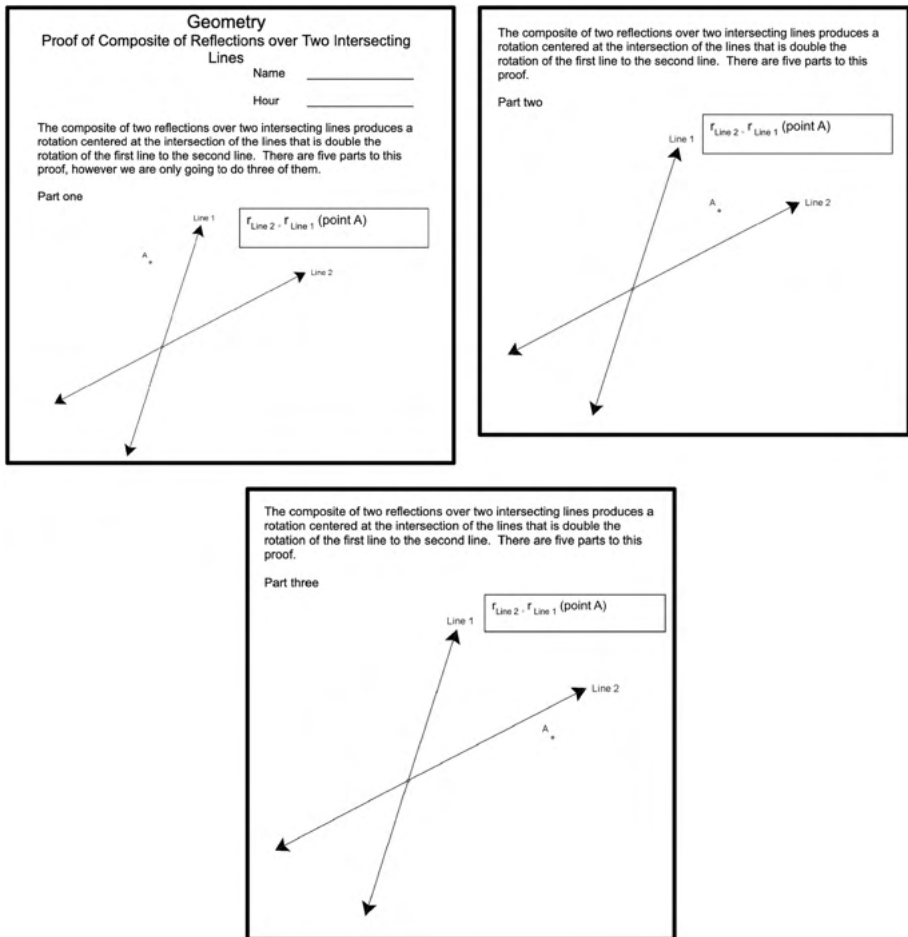 Geometry
Proof of Composite of Reflections over Two Intersecting
Lines
Name
Hour
The composite of two reflections over two intersecting lines produces a
rotation centered at the intersection of the lines that is double the
rotation of the first line to the second line. There are five parts to this
proof, however we are only going to do three of them.
Part one
Line 1
r Line 2 ∘ r Line 1 (point A)
A
Line 2
The composite of two reflections over two intersecting lines produces a
rotation centered at the intersection of the lines that is double the
rotation of the first line to the second line. There are five parts to this
proof.
Part two
r Line 2 ∘ r Line 1 (point A)
Line 1
A
Line 2
The composite of two reflections over two intersecting lines produces a
rotation centered at the intersection of the lines that is double the
rotation of the first line to the second line. There are five parts to this
proof.
Part three
r Line 2 ∘ r Line 1 (point A)
Line 1
Line 2
A